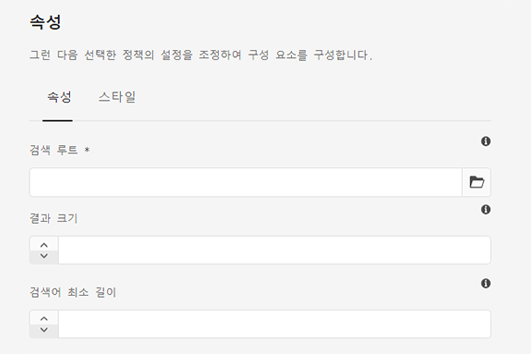 속성
그런 다음 선택한 정책의 설정을 조정하여 구성 요소를 구성합니다.
속성 스타일
검색 루트 *
결과 크기
검색어 최소 길이